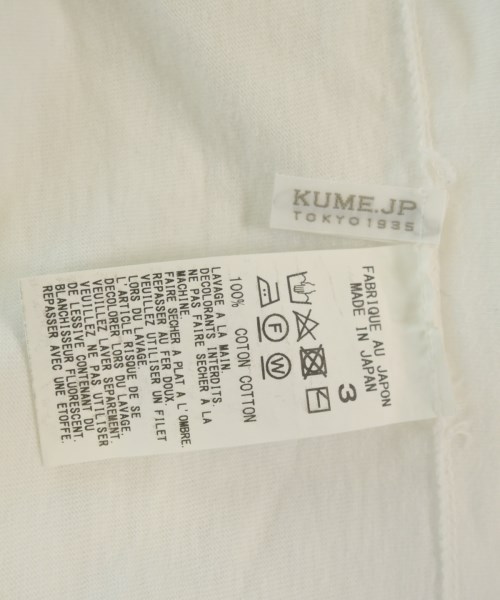 KUME.JP
TOKYO 1935
FABRIQUE AU JAPON
MADE IN JAPAN
3
F
W
100% COTON COTTON
LAVAGE A LA MAIN.
DECOLORANTS INTERDITS.
NE PAS FAIRE SECHER A LA
MACHINE.
FAIRE SECHER A PLAT A L'OMBRE.
REPASSER AU FER DOUX.
VEUILLEZ UTILISER UN FILET
LORS DU LAVAGE.
L'ARTICLE RISQUE DE SE
DECOLORER LORS DU LAVAGE.
VEUILLEZ LAVER SEPAREMENT.
VEUILLEZ NE PAS UTILISER
DE LESSIVE CONTENANT DU
BLANCHISSEUR FLUORESCENT.
REPASSER AVEC UNE ETOFFE.